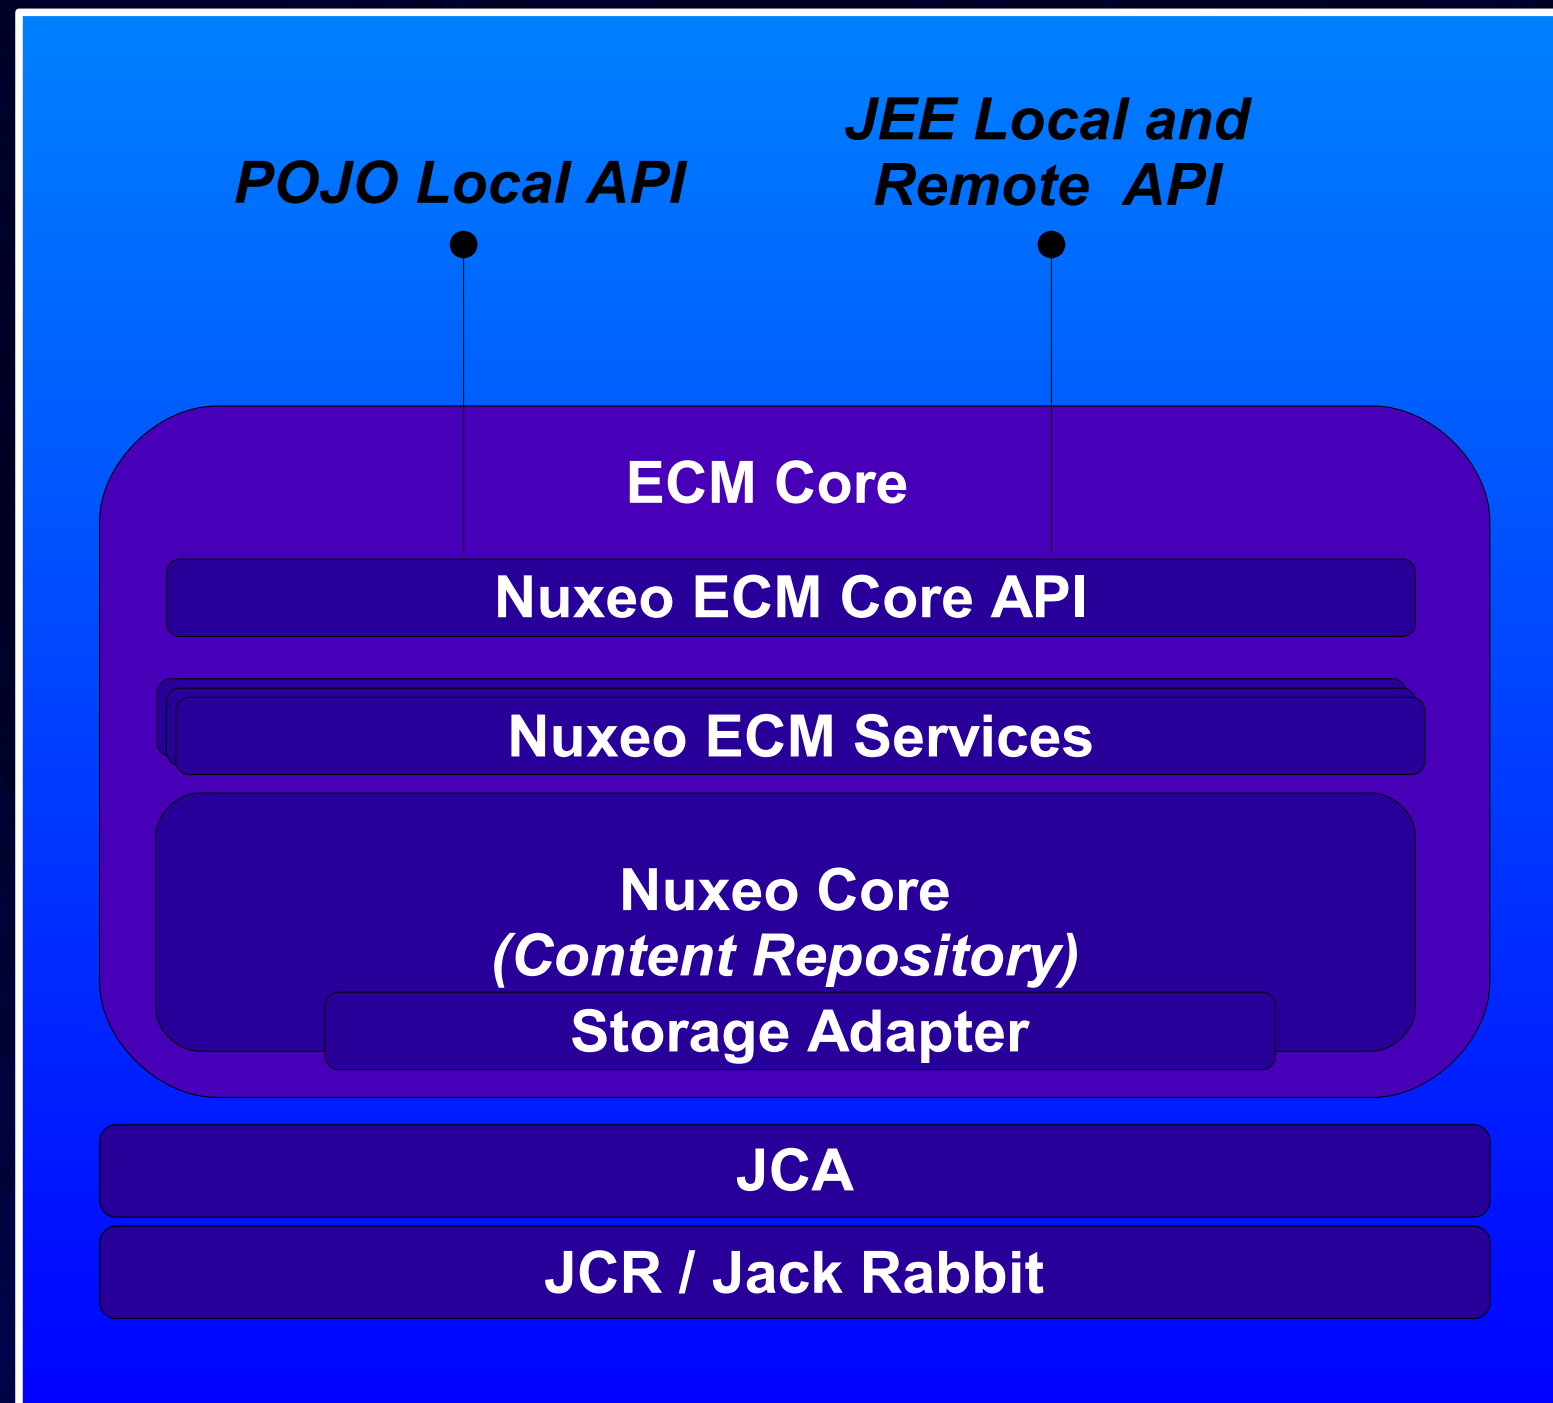 POJO Local API
JEE Local and
Remote API
ECM Core
Nuxeo ECM Core API
Nuxeo ECM Services
Nuxeo Core
(Content Repository)
Storage Adapter
JCA
JCR / Jack Rabbit